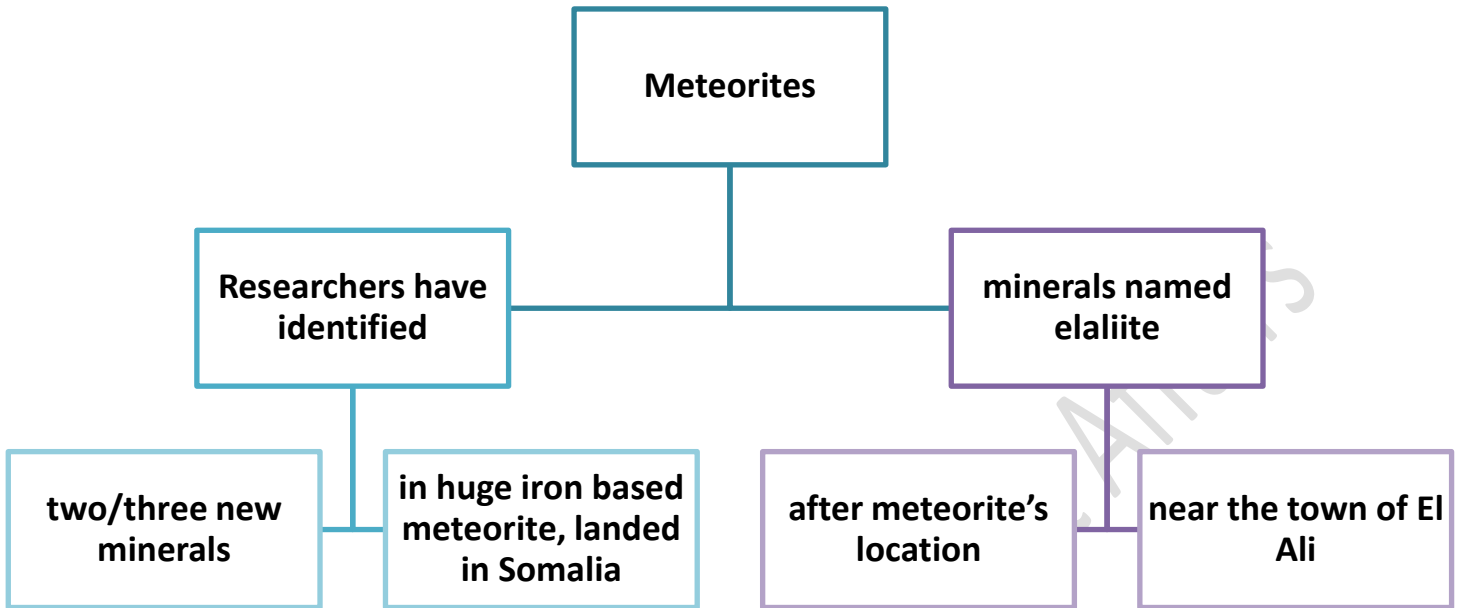 Meteorites
Researchers have
identified
minerals named
elaliite
two/three new
minerals
in huge iron based
meteorite, landed
in Somalia
after meteorite’s
location
near the town of El
Ali